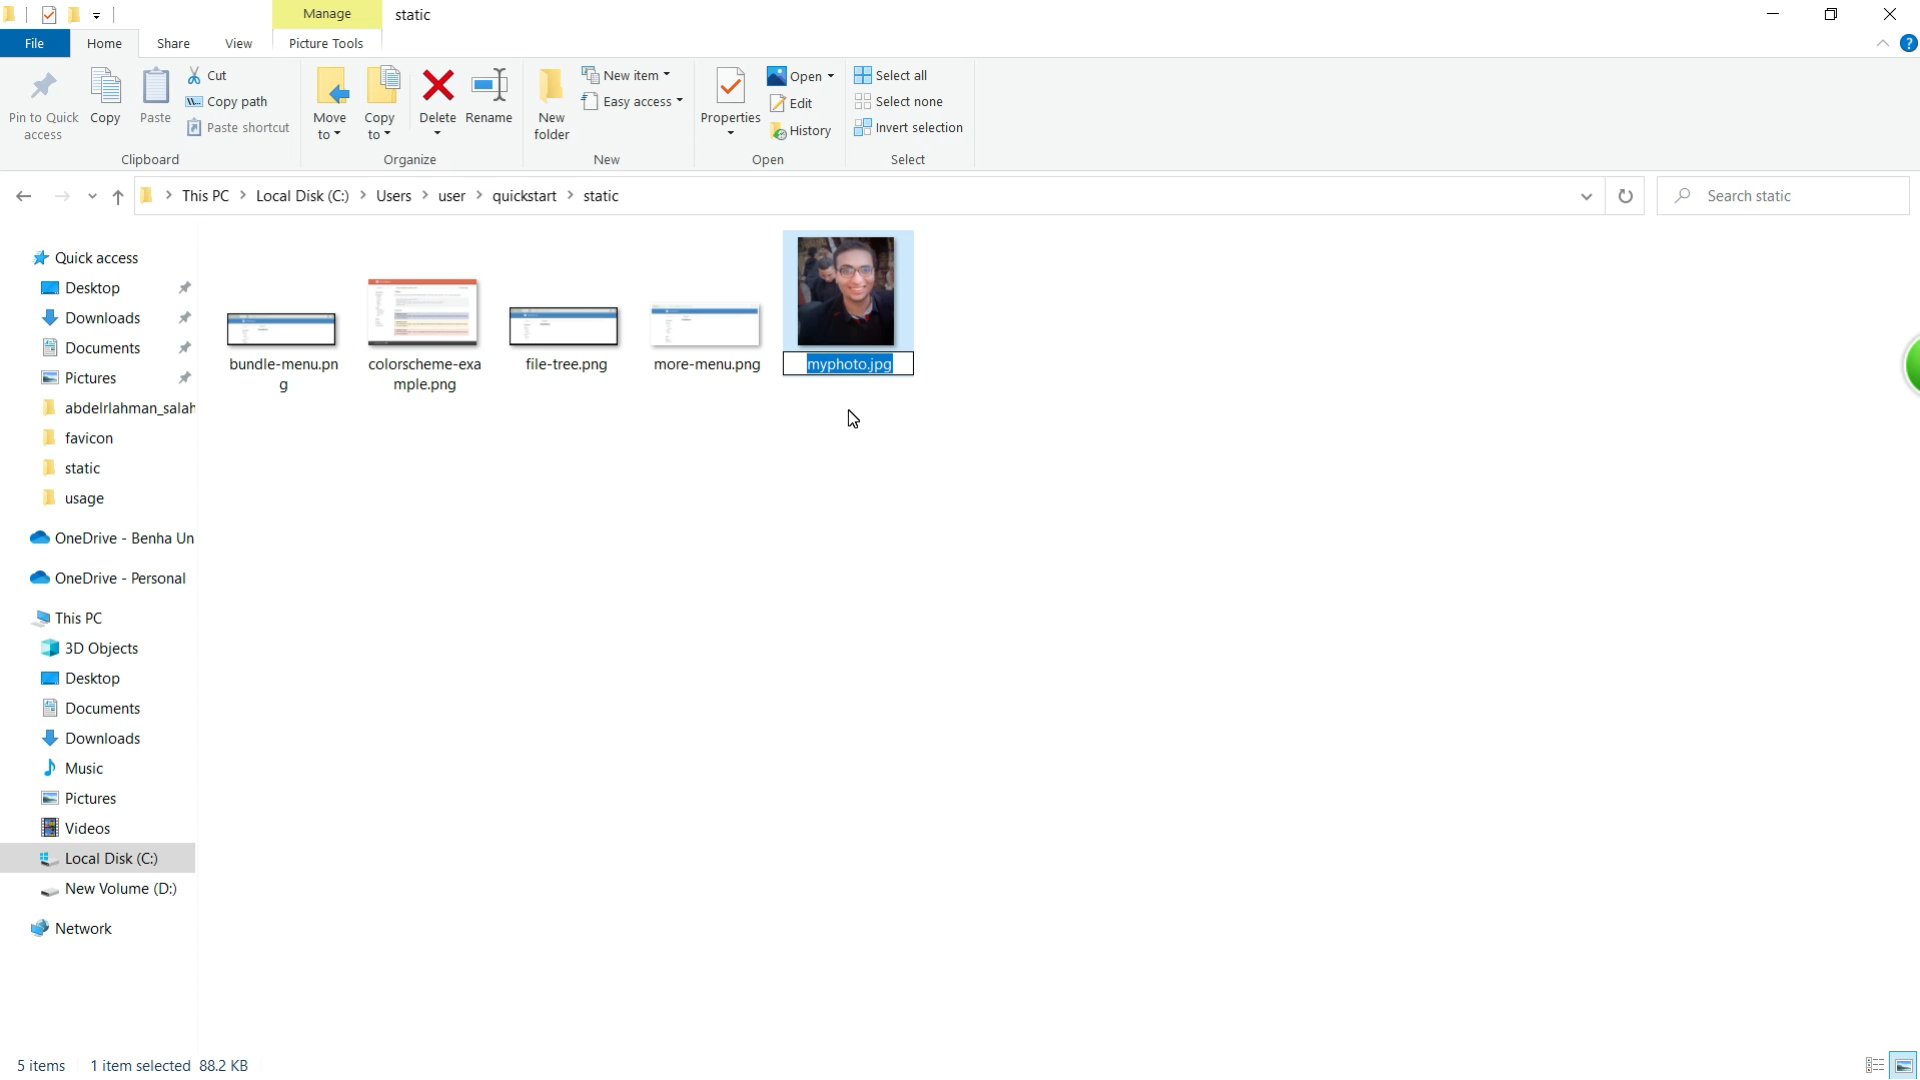 Manage
static
File
Home
Share
View
Picture Tools
Pin to Quick access
Copy
Paste
Cut
Copy path
Paste shortcut
Clipboard
Move to
Copy to
Delete
Rename
Organize
New folder
New item
Easy access
New
Properties
Open
Edit
History
Open
Select all
Select none
Invert selection
Select
This PC
Local Disk (C:)
Users
user
quickstart
static
Search static
Quick access
Desktop
Downloads
Documents
Pictures
abdelrlahman_salah
favicon
static
usage
OneDrive - Benha Un
OneDrive - Personal
This PC
3D Objects
Desktop
Documents
Downloads
Music
Pictures
Videos
Local Disk (C:)
New Volume (D:)
Network
bundle-menu.pn
g
colorscheme-exa
mple.png
file-tree.png
more-menu.png
myphoto.jpg
5 items
1 item selected 88.2 KB